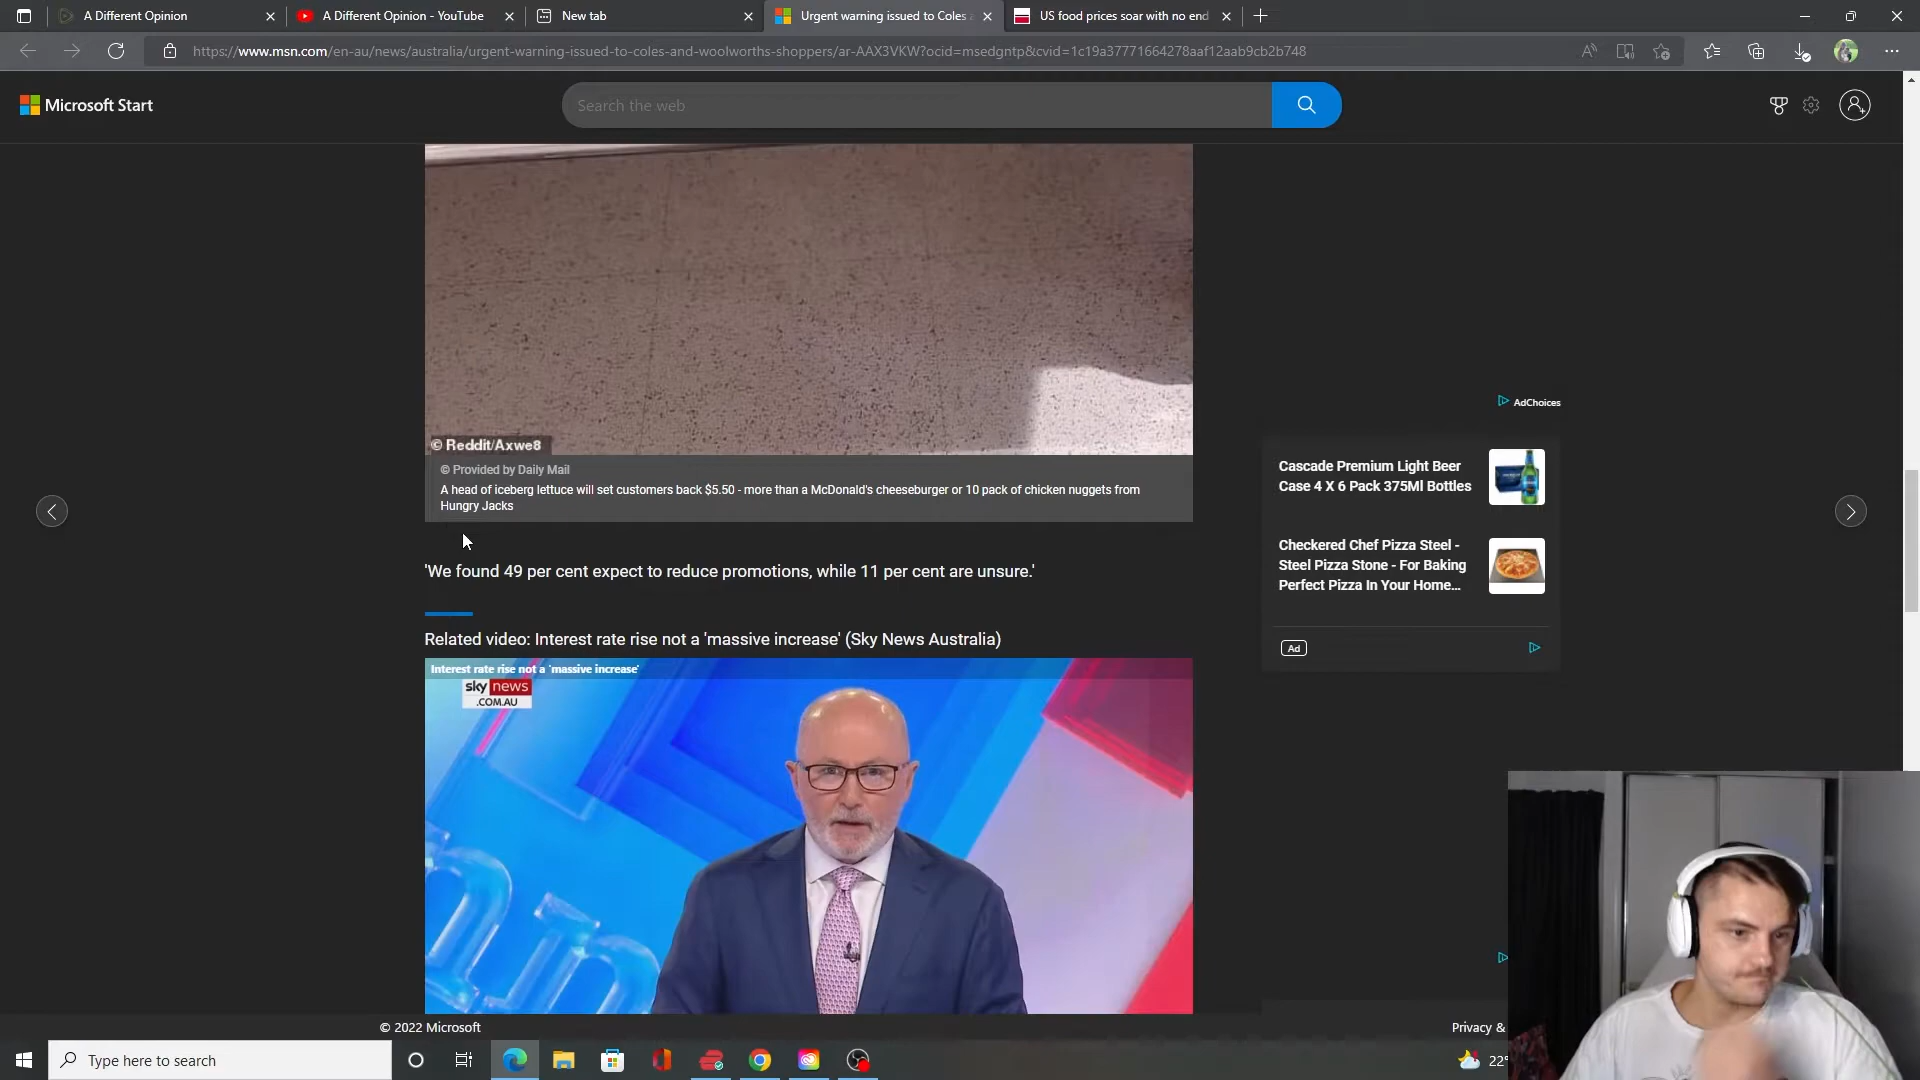 A Different Opinion
A Different Opinion - YouTube
New tab
Urgent warning issued to Coles a
US food prices soar with no end
https://www.msn.com/en-au/news/australia/urgent-warning-issued-to-coles-and-woolworths-shoppers/ar-AAX3VKW?ocid=msedgntp&cvid=1c19a37771664278aaf12aab9cb2b748
Microsoft Start
Search the web
© Reddit/Axwe8
© Provided by Daily Mail
A head of iceberg lettuce will set customers back $5.50 - more than a McDonald's cheeseburger or 10 pack of chicken nuggets from
Hungry Jacks
'We found 49 per cent expect to reduce promotions, while 11 per cent are unsure.'
Related video: Interest rate rise not a 'massive increase' (Sky News Australia)
Interest rate rise not a 'massive increase'
sky news
.COM.AU
AdChoices
Cascade Premium Light Beer
Case 4 X 6 Pack 375Ml Bottles
Checkered Chef Pizza Steel -
Steel Pizza Stone - For Baking
Perfect Pizza In Your Home...
Ad
© 2022 Microsoft
Privacy &
Type here to search
22°